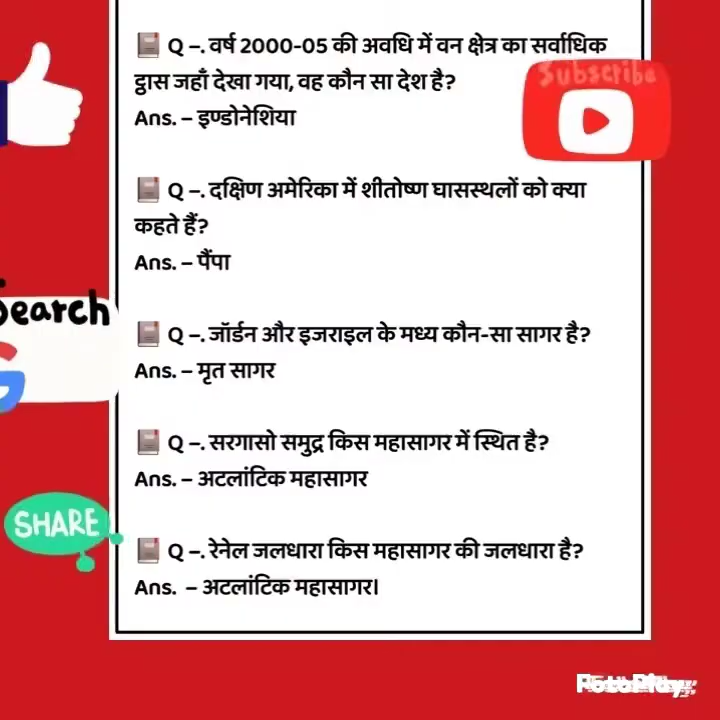 Q –. वर्ष 2000-05 की अवधि में वन क्षेत्र का सर्वाधिक
ट्रास जहाँ देखा गया, वह कौन सा देश है?
Ans. – इण्डोनेशिया
Subscribe
Q –. दक्षिण अमेरिका में शीतोष्ण घासस्थलों को क्या
कहते हैं?
Ans. – पैंपा
Search
Q –. जॉर्डन और इजराइल के मध्य कौन-सा सागर है?
Ans. – मृत सागर
Q –. सरगासो समुद्र किस महासागर में स्थित है?
Ans. – अटलांटिक महासागर
SHARE
Q –. रेनेल जलधारा किस महासागर की जलधारा है?
Ans. – अटलांटिक महासागर।
FotoPlay